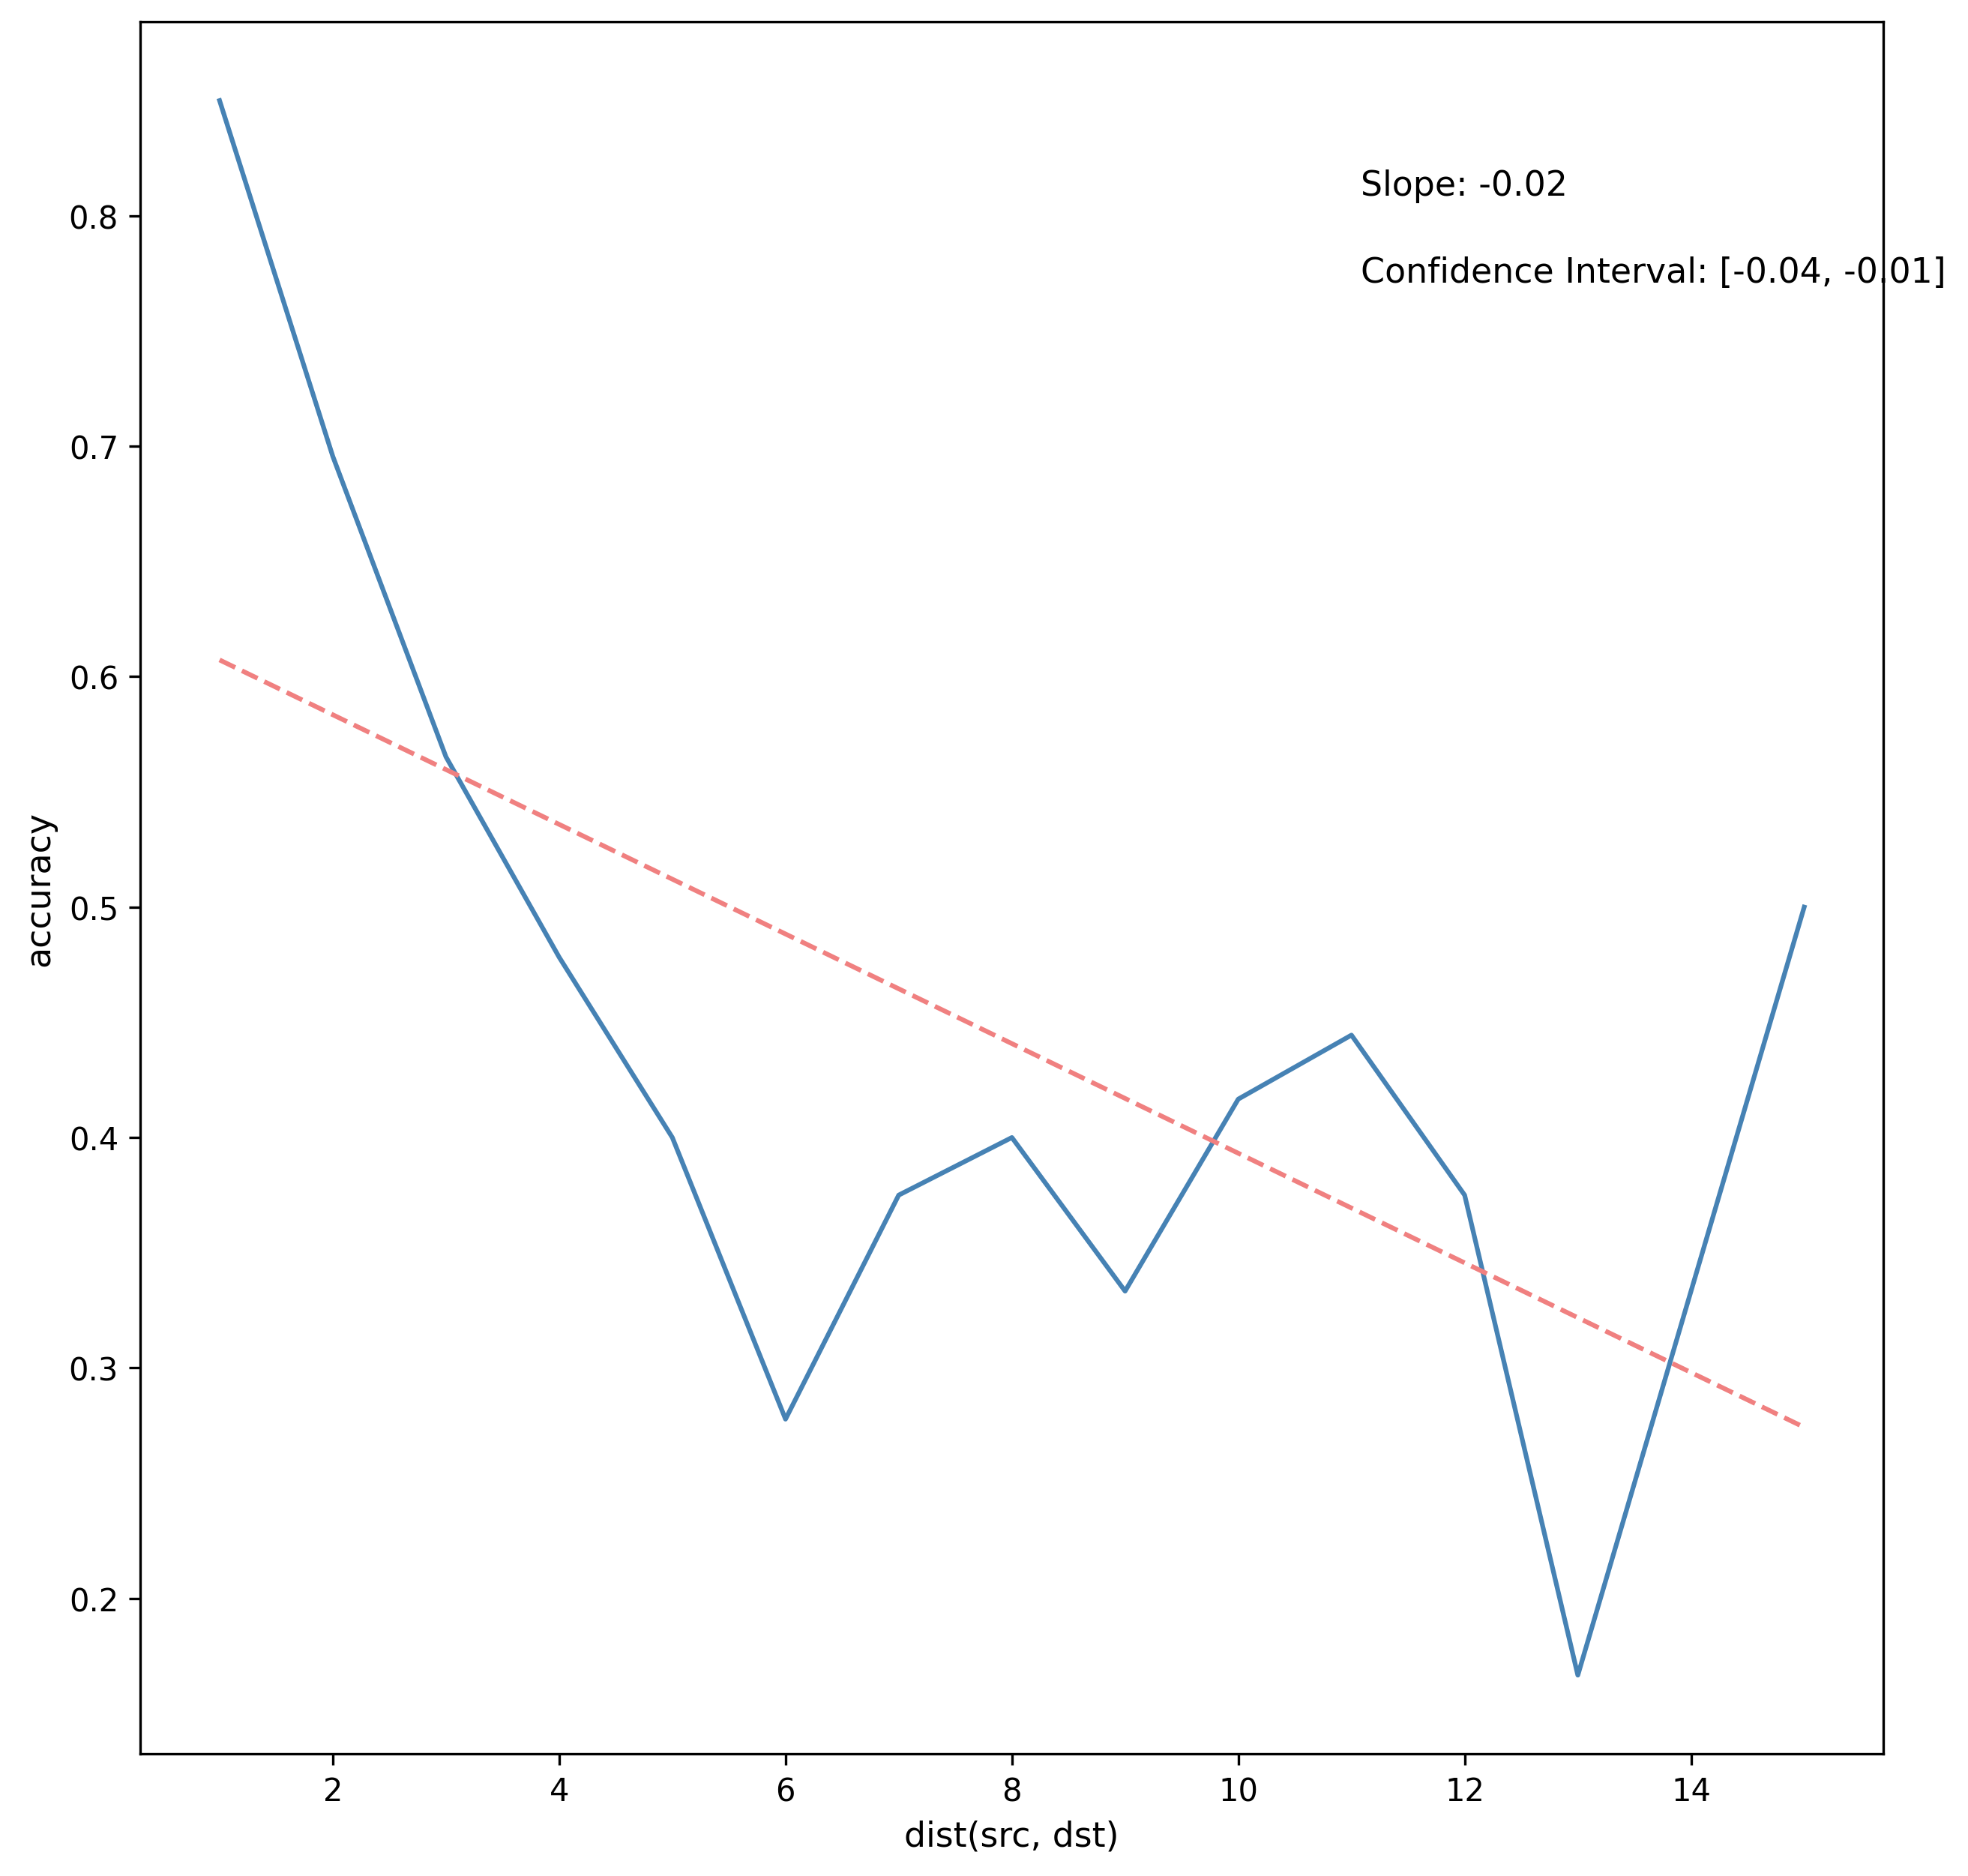 Slope: -0.02
Confidence Interval: [-0.04, -0.01]
0.8
0.7
0.6
0.5
0.4
0.3
0.2
accuracy
2 4 6 8 10 12 14
dist(src, dst)